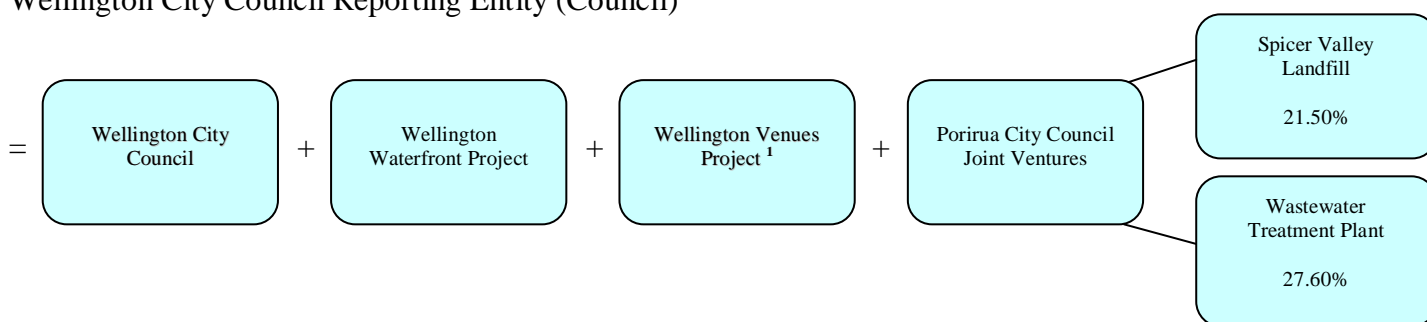 Wellington City Council Reporting Entity (Council)
=
Wellington City
Council
+
Wellington
Waterfront Project
+
Wellington Venues
Project ¹
+
Porirua City Council
Joint Ventures
Spicer Valley
Landfill
21.50%
Wastewater
Treatment Plant
27.60%